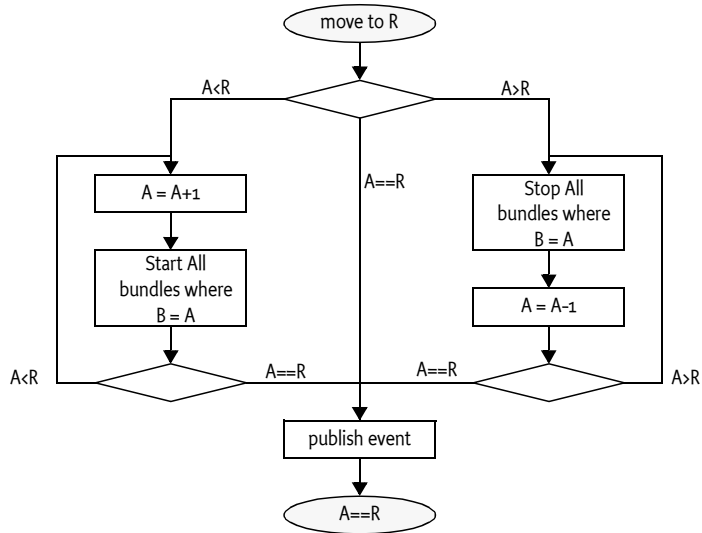 move to R
A<R
A>R
A==R
A = A+1
Start All
bundles where
B = A
Stop All
bundles where
B = A
A = A-1
A<R
A==R
A==R
A>R
publish event
A==R